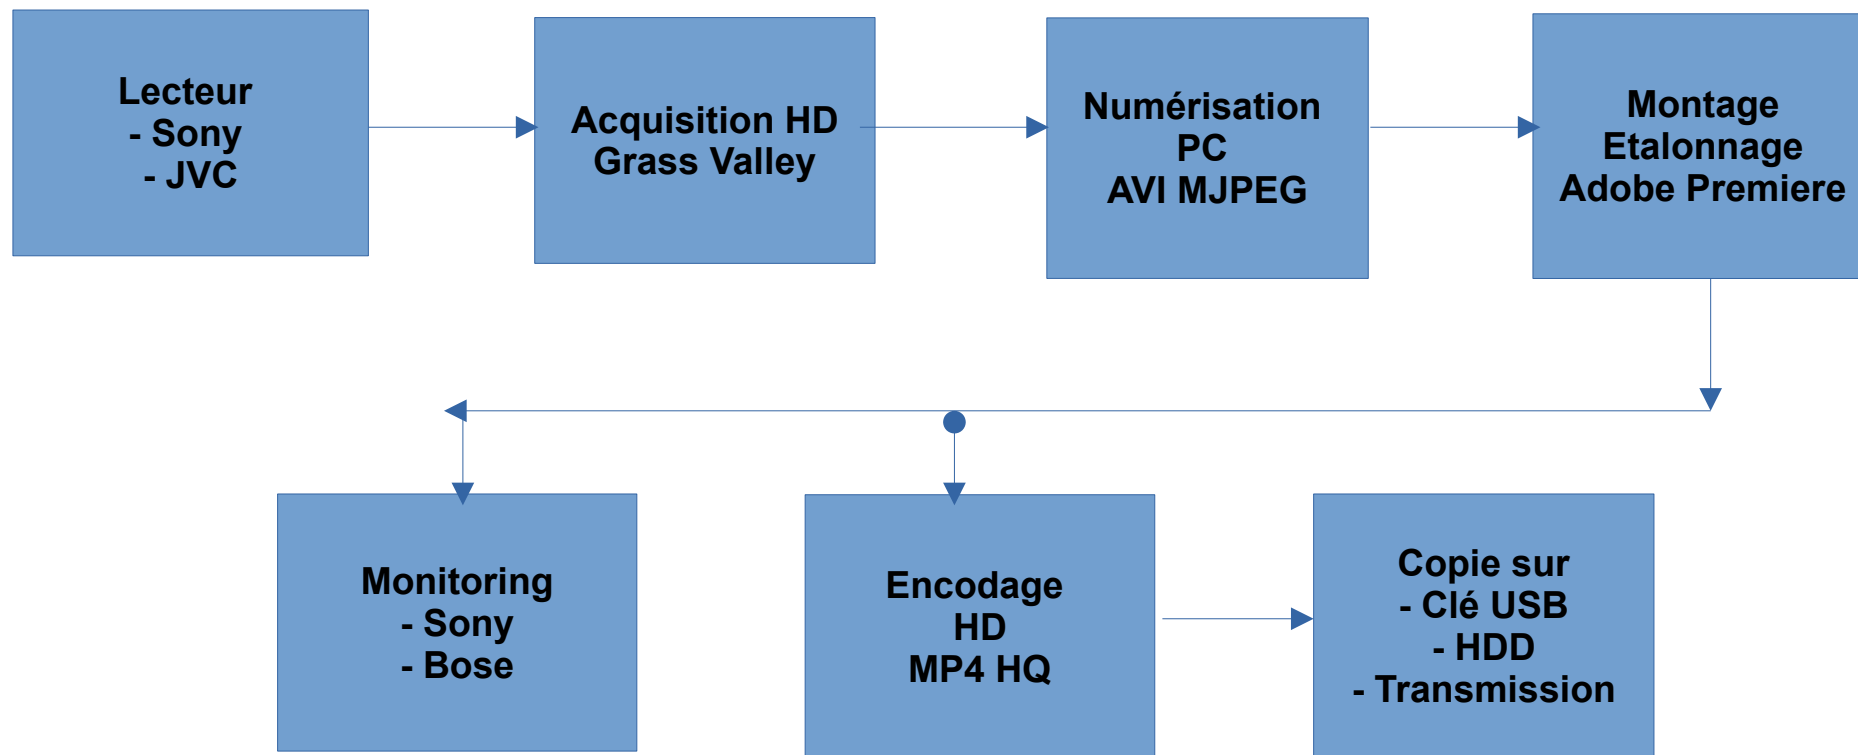 Lecteur
- Sony
- JVC
Acquisition HD
Grass Valley
Numérisation
PC
AVI MJPEG
Montage
Etalonnage
Adobe Premiere
Monitoring
- Sony
- Bose
Encodage
HD
MP4 HQ
Copie sur
- Clé USB
- HDD
- Transmission